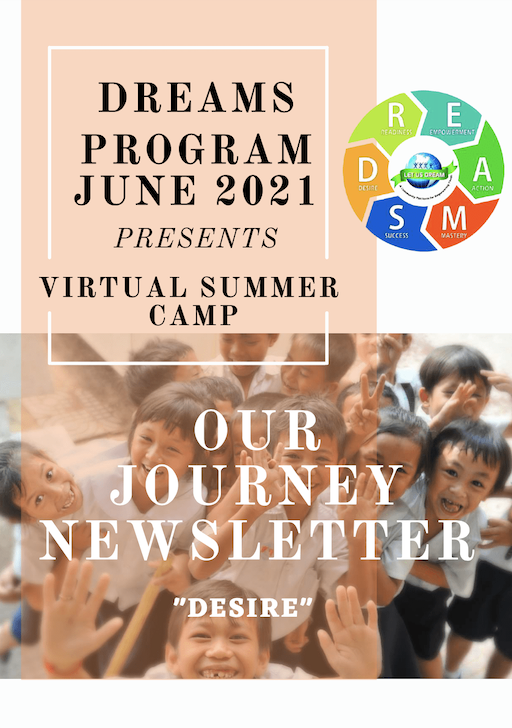 DREAMS
PROGRAM
JUNE 2021
PRESENTS
VIRTUAL SUMMER
CAMP
R
READINESS
E
EMPOWERMENT
D
DESIRE
LET US DREAM
A
ACTION
S
SUCCESS
M
MASTERY
OUR
JOURNEY
NEWSLETTER
"DESIRE"